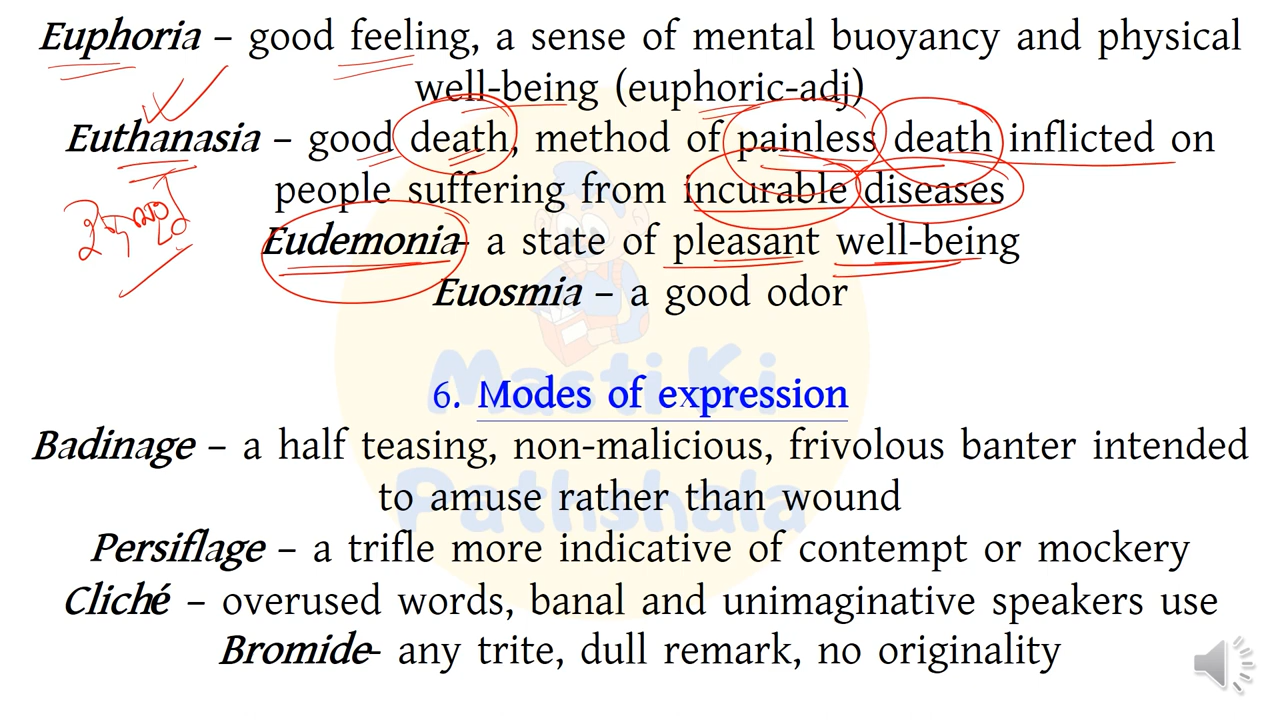 Euphoria – good feeling, a sense of mental buoyancy and physical
well-being (euphoric-adj)
Euthanasia – good death, method of painless death inflicted on
people suffering from incurable diseases
Eudemonia– a state of pleasant well-being
Euosmia – a good odor
6. Modes of expression
Badinage – a half teasing, non-malicious, frivolous banter intended
to amuse rather than wound
Persiflage – a trifle more indicative of contempt or mockery
Cliché – overused words, banal and unimaginative speakers use
Bromide– any trite, dull remark, no originality
Masti Ki
Pathshala